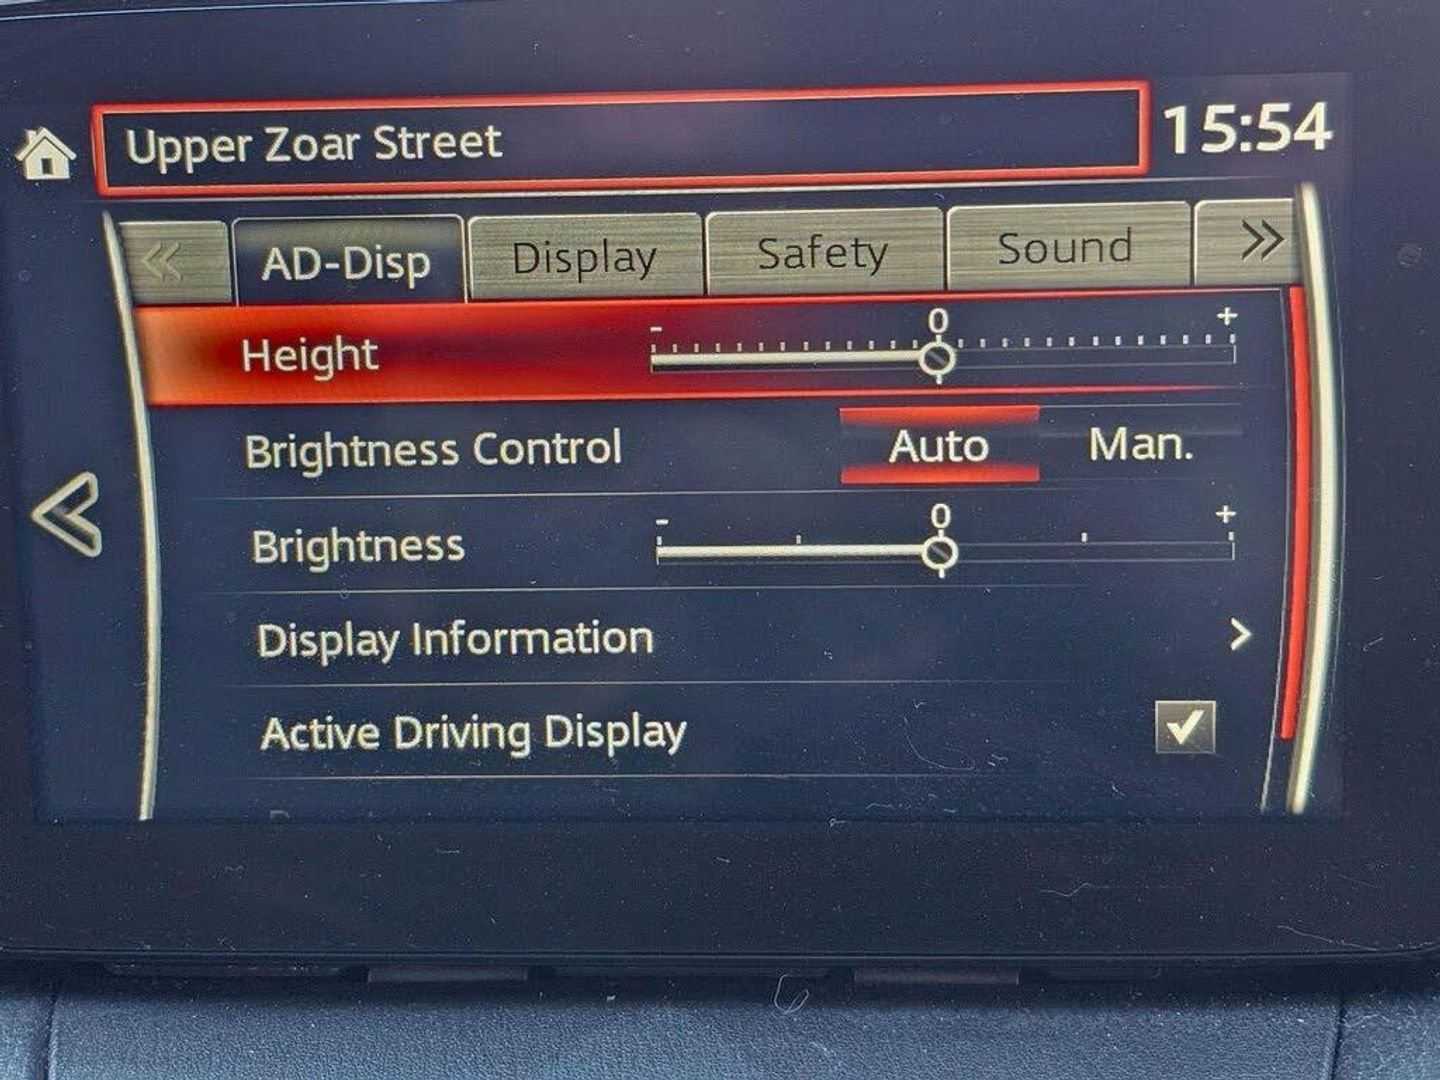 Upper Zoar Street
15:54
AD-Disp Display Safety Sound
Height - 0 +
Brightness Control Auto Man.
Brightness - 0 +
Display Information
Active Driving Display